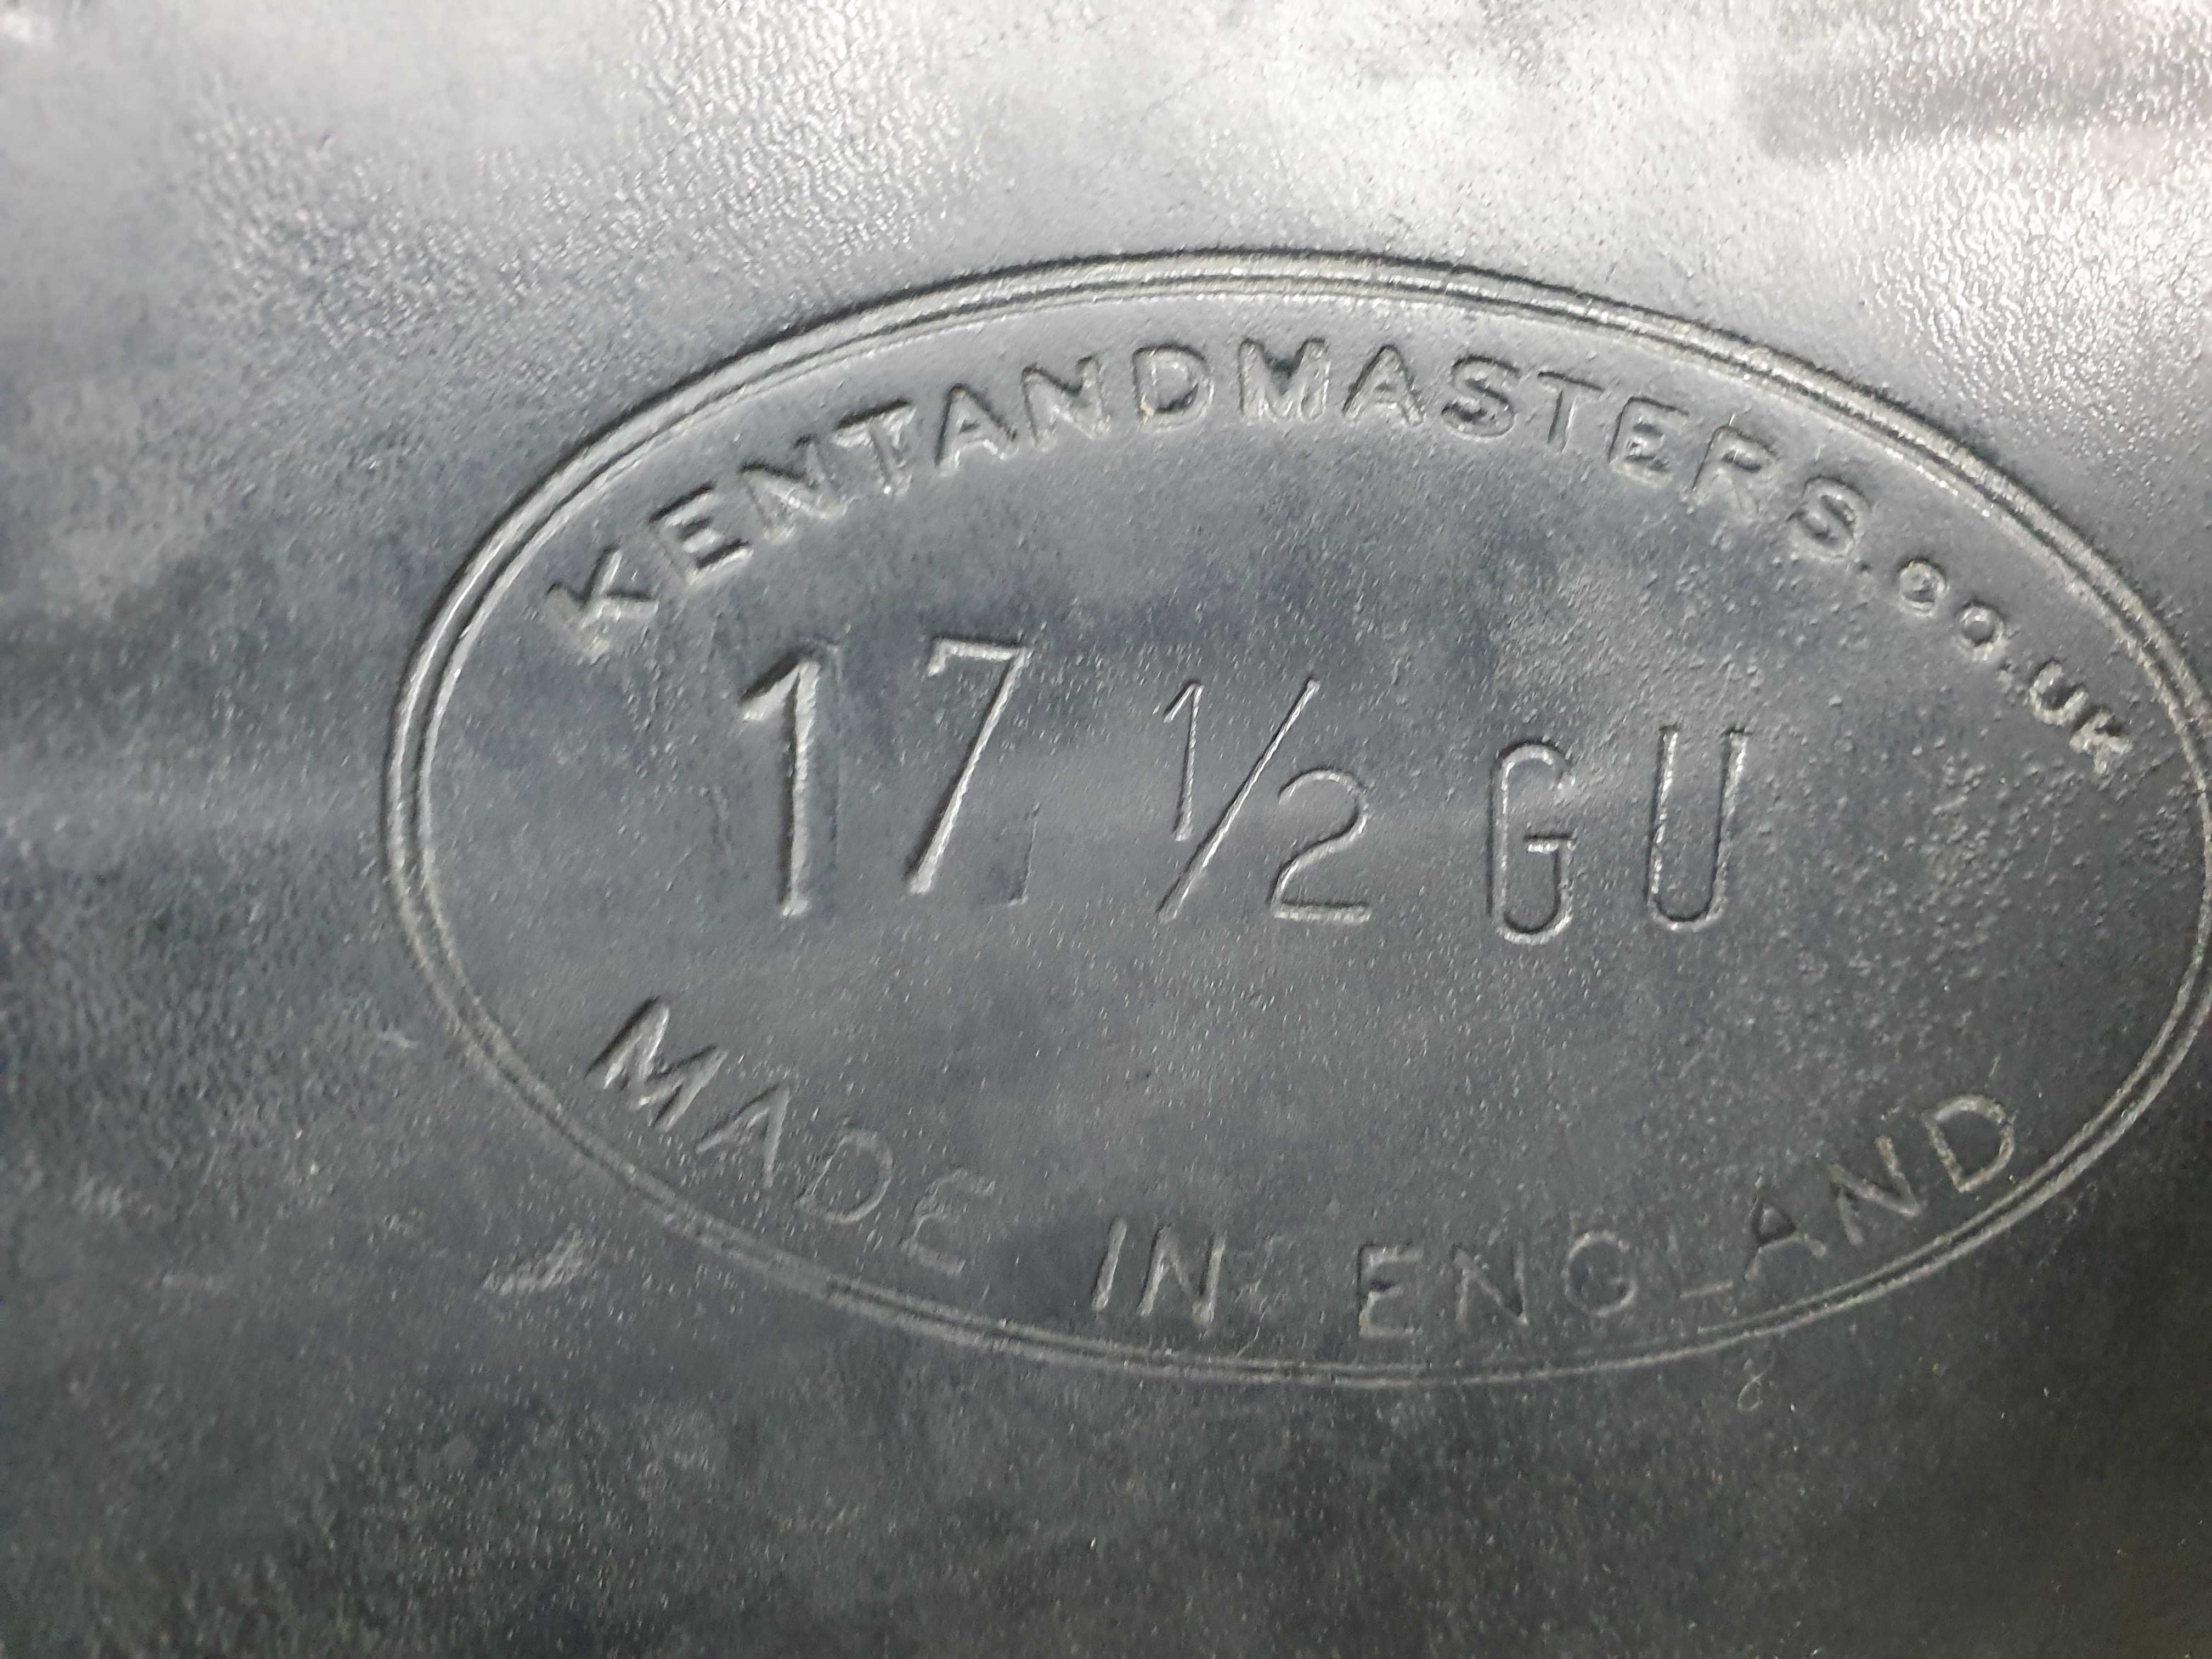 KENTANDMASTERS.CO.UK
17 1/2 GU
MADE IN ENGLAND